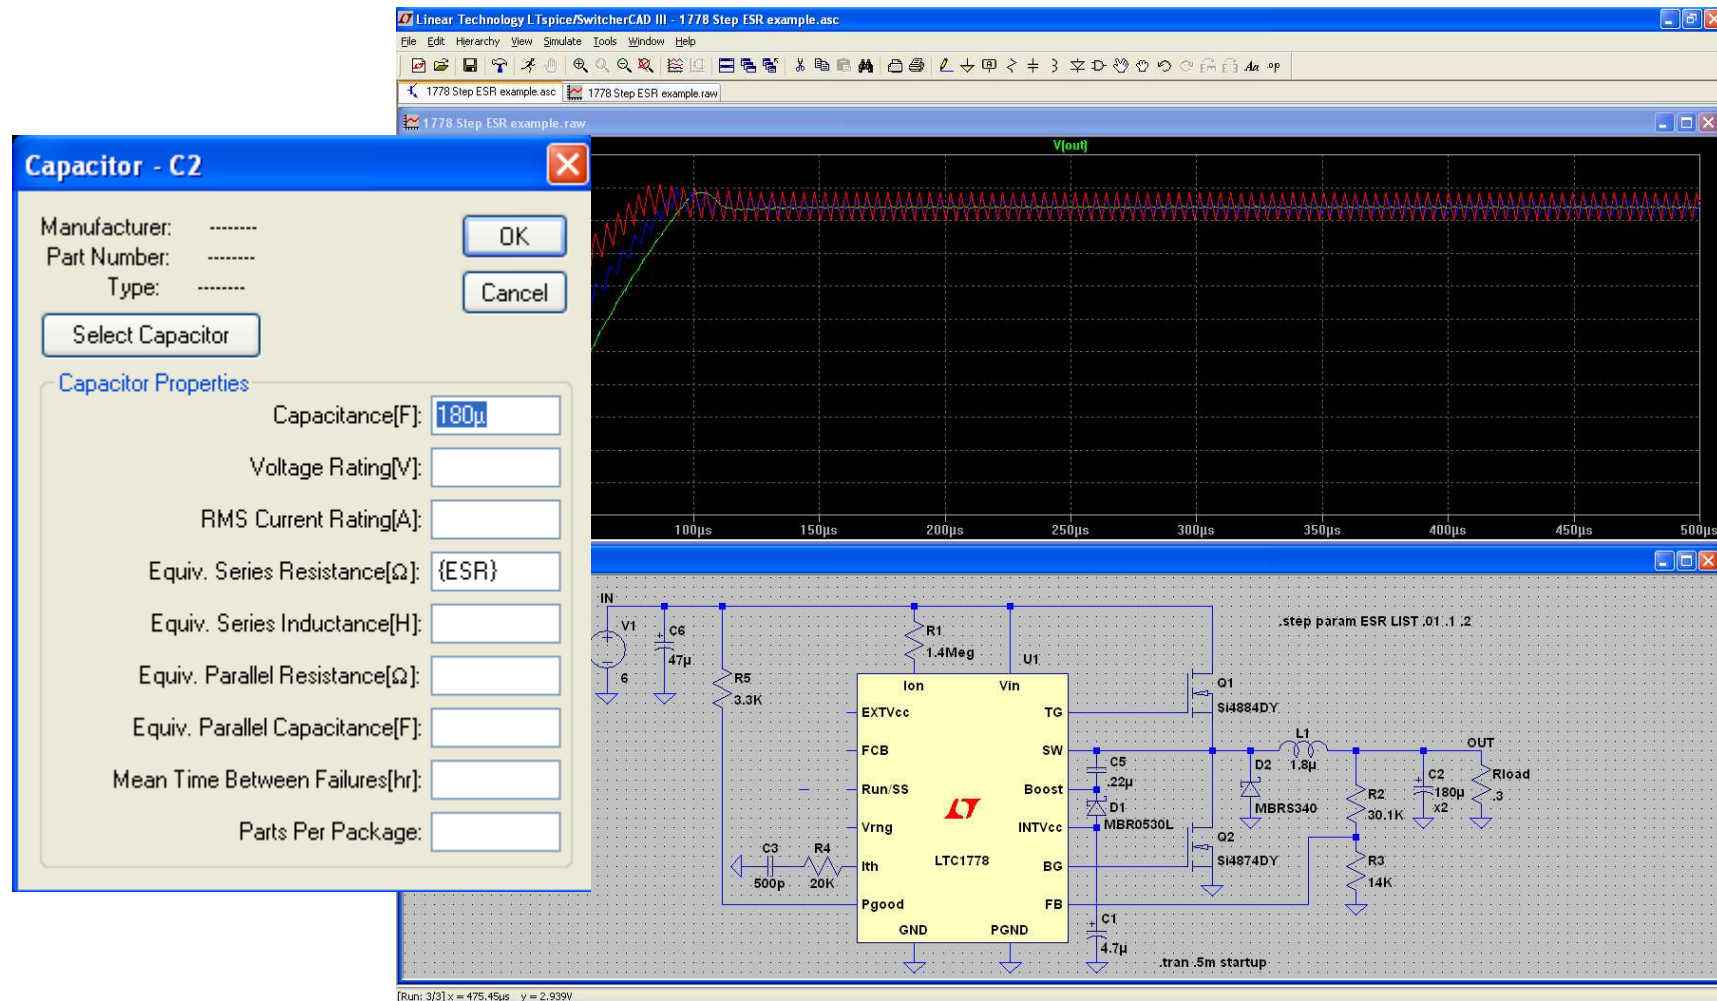 Linear Technology LTspice/SwitcherCAD III - 1778 Step ESR example.asc
File Edit Hierarchy View Simulate Tools Window Help
Aa .op
1778 Step ESR example.asc 1778 Step ESR example.raw
1778 Step ESR example.raw
V(out)
Capacitor - C2
Manufacturer: --------
Part Number: --------
Type: --------
OK
Cancel
Select Capacitor
Capacitor Properties
Capacitance[F]: 180µ
Voltage Rating[V]:
RMS Current Rating[A]:
Equiv. Series Resistance[Ω]: {ESR}
Equiv. Series Inductance[H]:
Equiv. Parallel Resistance[Ω]:
Equiv. Parallel Capacitance[F]:
Mean Time Between Failures[hr]:
Parts Per Package:
100µs 150µs 200µs 250µs 300µs 350µs 400µs 450µs 500µs
IN
.step param ESR LIST .01 .1 .2
V1
6
C6
47µ
R5
3.3K
R1
1.4Meg
U1
Ion Vin
EXTVcc TG
FCB SW
Run/SS Boost
Vrng INTVcc
LTC1778
Ith BG
Pgood FB
GND PGND
C3
500p
R4
20K
Q1
Si4884DY
C5
.22µ
D1
MBR0530L
D2
MBRS340
L1
1.8µ
Q2
Si4874DY
R2
30.1K
R3
14K
C2
180µ
x2
OUT
Rload
.3
C1
4.7µ
.tran .5m startup
[Run: 3/3] x = 475.45µs y = 2.939V